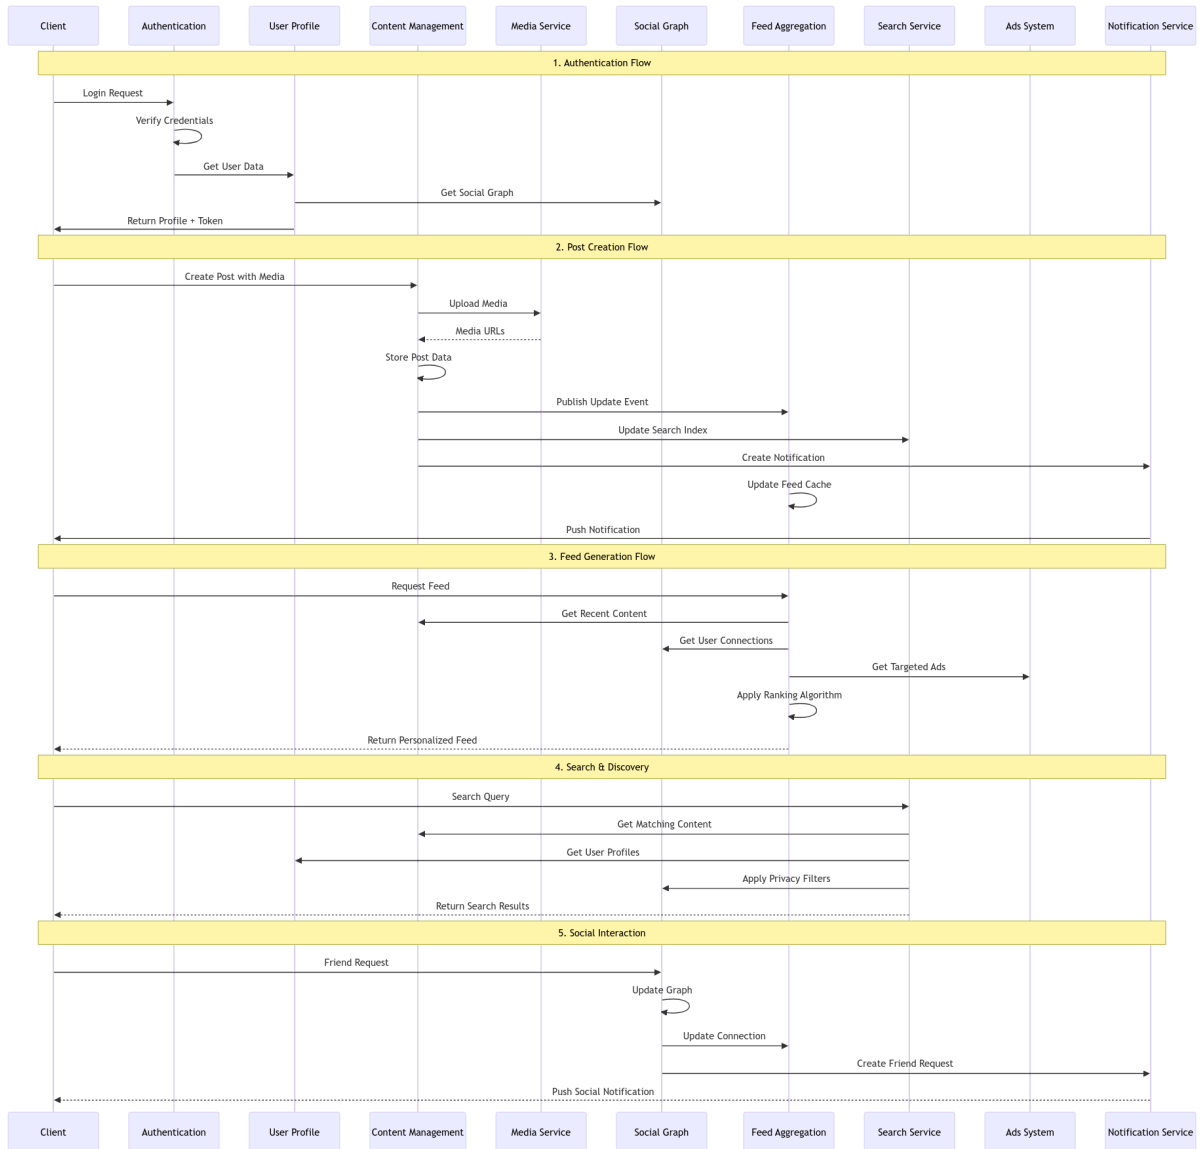 Client
Authentication
User Profile
Content Management
Media Service
Social Graph
Feed Aggregation
Search Service
Ads System
Notification Service
1. Authentication Flow
Login Request
Verify Credentials
Get User Data
Get Social Graph
Return Profile + Token
2. Post Creation Flow
Create Post with Media
Upload Media
Media URLs
Store Post Data
Publish Update Event
Update Search Index
Create Notification
Update Feed Cache
Push Notification
3. Feed Generation Flow
Request Feed
Get Recent Content
Get User Connections
Get Targeted Ads
Apply Ranking Algorithm
Return Personalized Feed
4. Search & Discovery
Search Query
Get Matching Content
Get User Profiles
Apply Privacy Filters
Return Search Results
5. Social Interaction
Friend Request
Update Graph
Update Connection
Create Friend Request
Push Social Notification
Client
Authentication
User Profile
Content Management
Media Service
Social Graph
Feed Aggregation
Search Service
Ads System
Notification Service